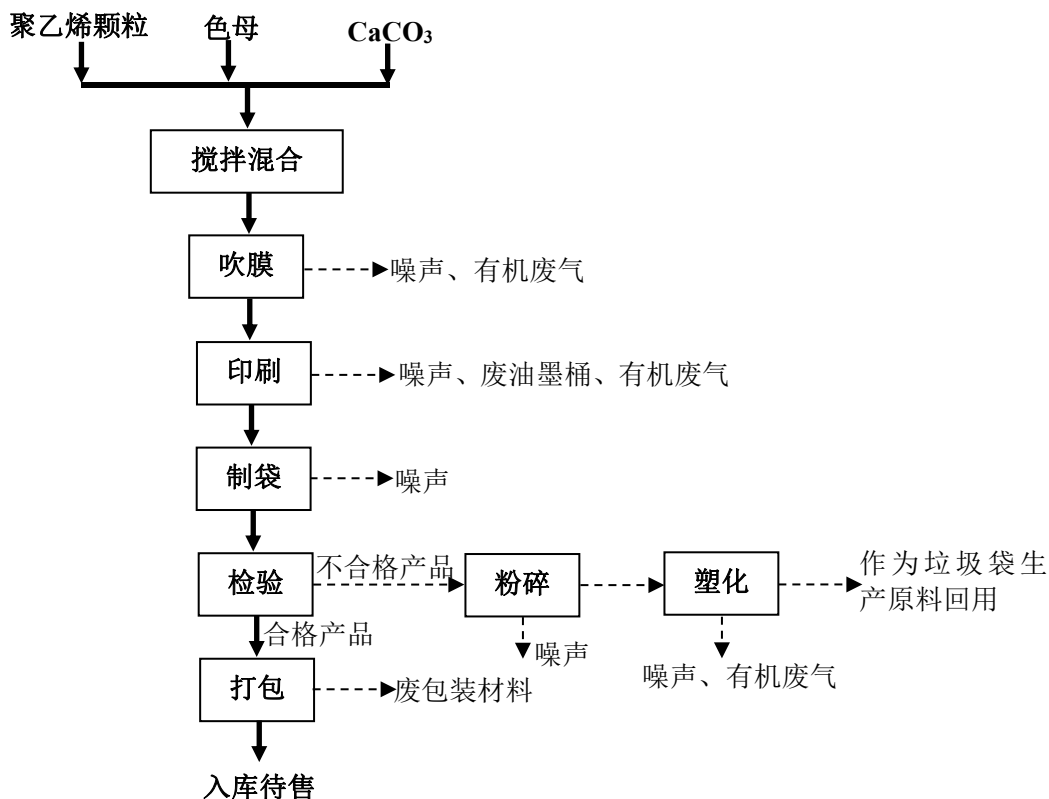 聚乙烯颗粒
色母
CaCO₃
搅拌混合
吹膜
噪声、有机废气
印刷
噪声、废油墨桶、有机废气
制袋
噪声
检验
不合格产品
粉碎
塑化
作为垃圾袋生
产原料回用
合格产品
噪声
噪声、有机废气
打包
废包装材料
入库待售